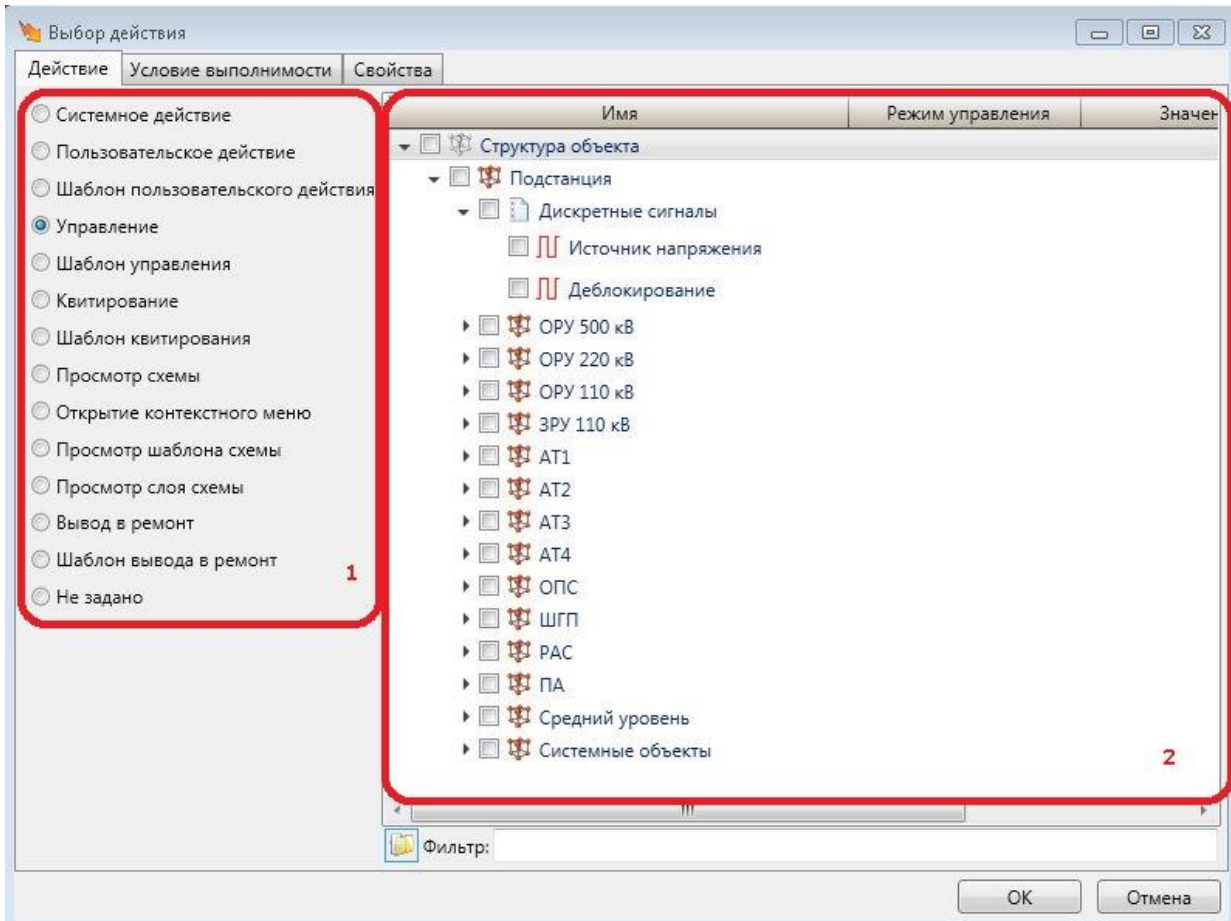 Выбор действия
Действие Условие выполнимости Свойства
Системное действие
Пользовательское действие
Шаблон пользовательского действия
Управление
Шаблон управления
Квитирование
Шаблон квитирования
Просмотр схемы
Открытие контекстного меню
Просмотр шаблона схемы
Просмотр слоя схемы
Вывод в ремонт
Шаблон вывода в ремонт
Не задано
1
Имя Режим управления Значен
Структура объекта
Подстанция
Дискретные сигналы
Источник напряжения
Деблокирование
ОРУ 500 кВ
ОРУ 220 кВ
ОРУ 110 кВ
ЗРУ 110 кВ
АТ1
АТ2
АТ3
АТ4
ОПС
ШГП
РАС
ПА
Средний уровень
Системные объекты
2
Фильтр:
ОК Отмена